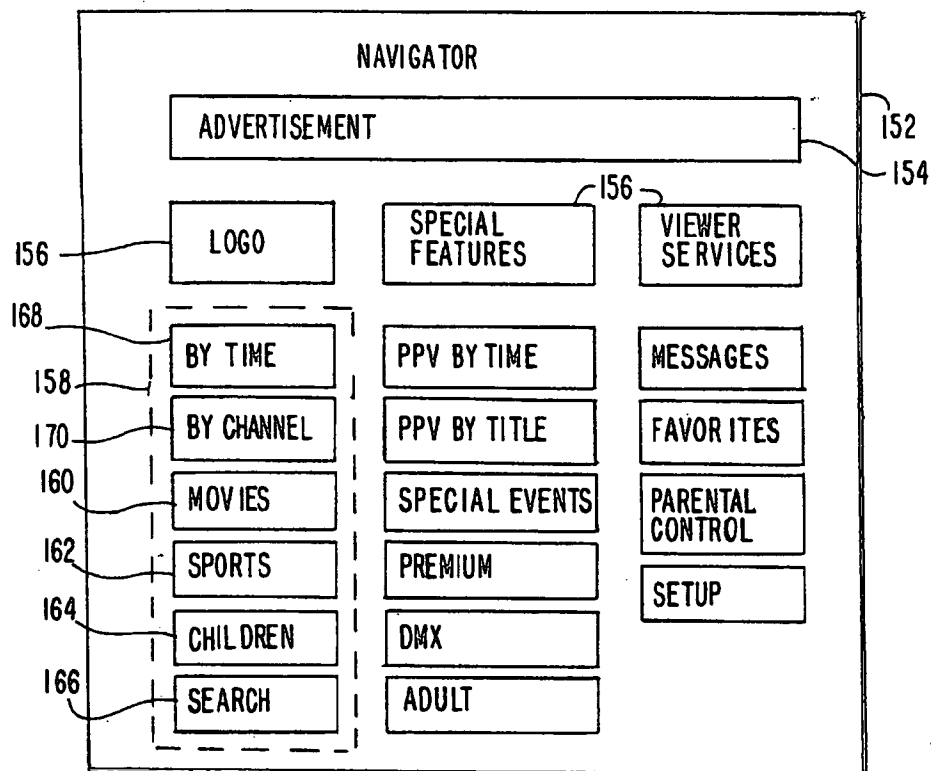 NAVIGATOR
ADVERTISEMENT
152
154
156
156
LOGO
SPECIAL
FEATURES
VIEWER
SERVICES
168
158
170
160
162
164
166
BY TIME
BY CHANNEL
MOVIES
SPORTS
CHILDREN
SEARCH
PPV BY TIME
PPV BY TITLE
SPECIAL EVENTS
PREMIUM
DMX
ADULT
MESSAGES
FAVORITES
PARENTAL
CONTROL
SETUP